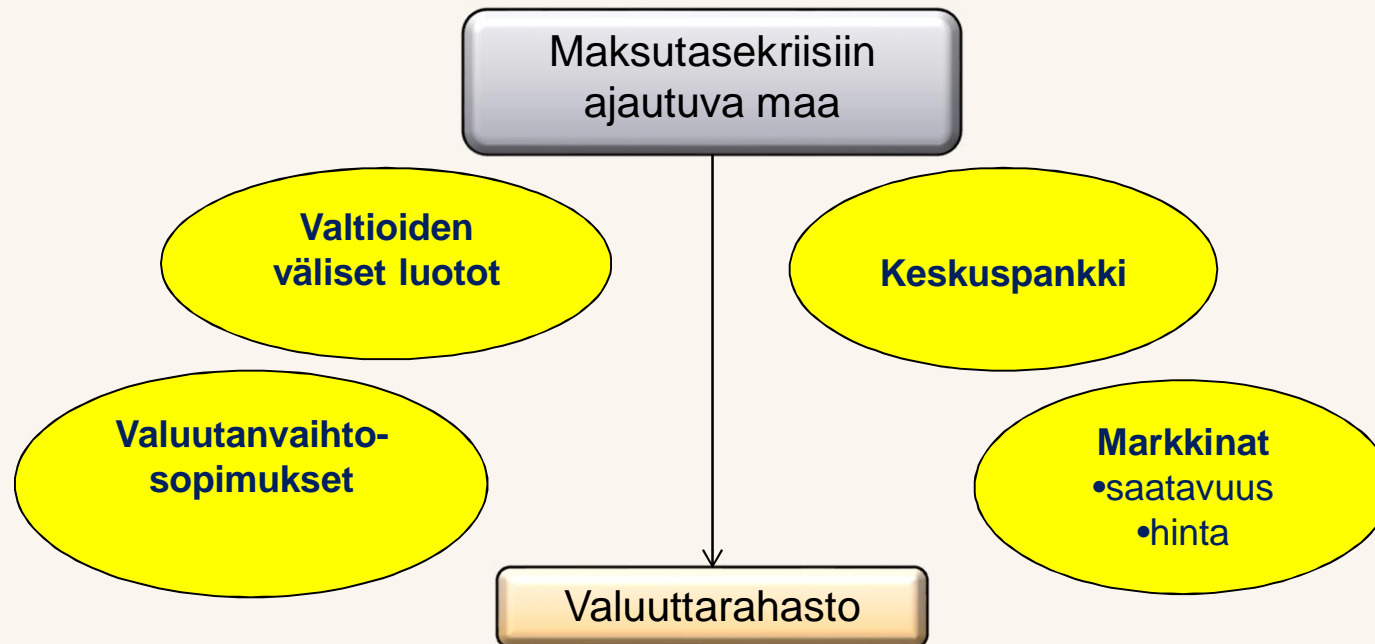 Maksutasekriisiin
ajautuva maa
Valtioiden
väliset luotot
Keskuspankki
Valuutanvaihto-
sopimukset
Markkinat
•saatavuus
•hinta
Valuuttarahasto